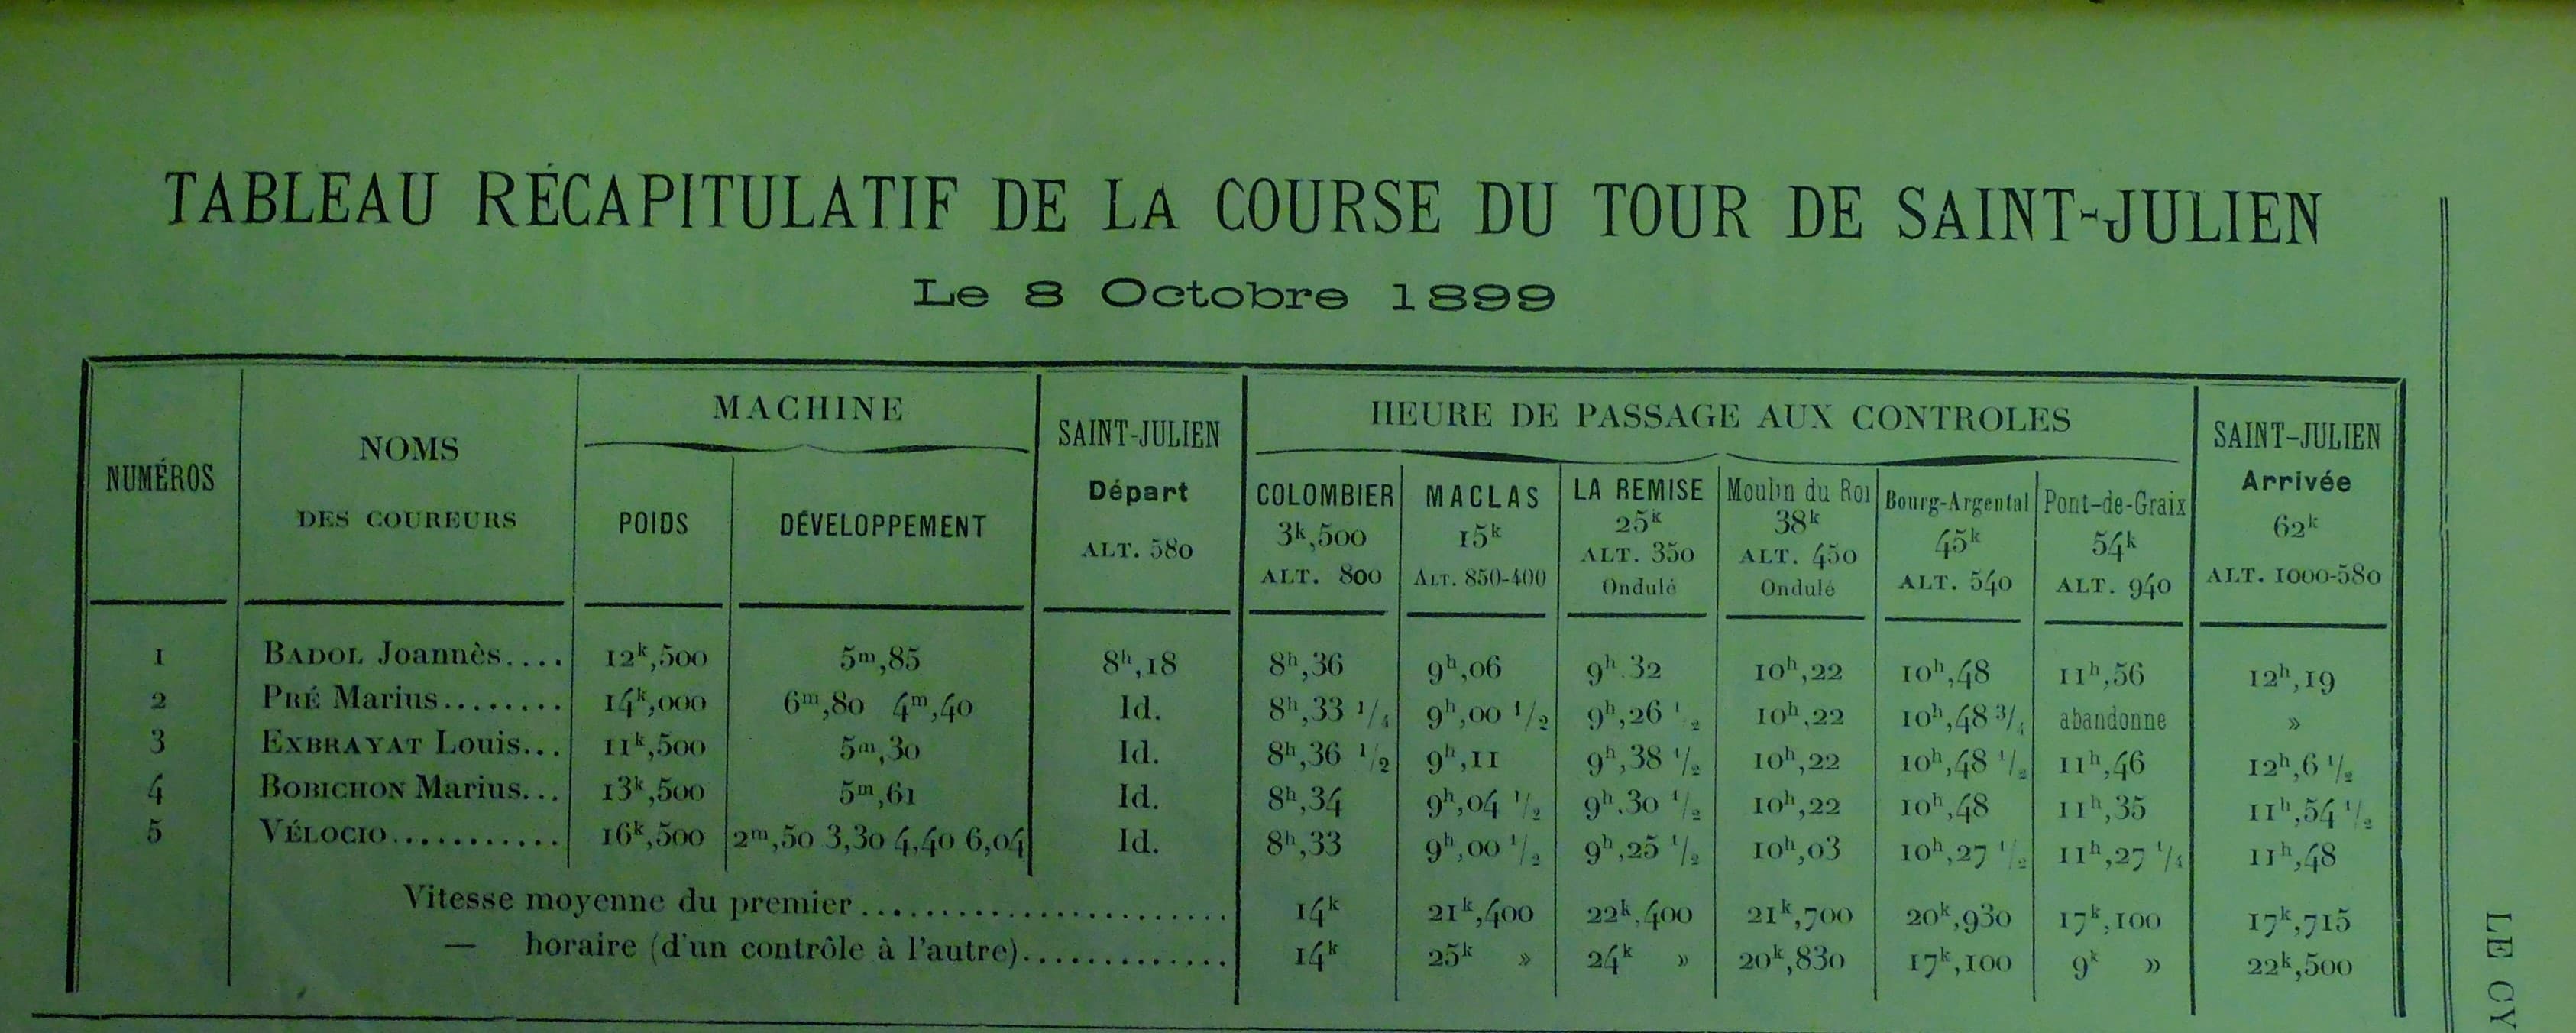 TABLEAU RÉCAPITULATIF DE LA COURSE DU TOUR DE SAINT-JULIEN
Le 8 Octobre 1899
NUMÉROS NOMS DES COUREURS MACHINE POIDS DÉVELOPPEMENT SAINT-JULIEN Départ ALT. 580 HEURE DE PASSAGE AUX CONTROLES COLOMBIER 3k,500 ALT. 800 MACLAS 15k ALT. 850-400 LA REMISE 25k ALT. 350 Ondulé Moulin du Roi 38k ALT. 450 Ondulé Bourg-Argental 45k ALT. 540 Pont-de-Graix 54k ALT. 940 SAINT-JULIEN Arrivée 62k ALT. 1000-580
1 BADOL Joannès.... 12k,500 5m,85 8h,18 8h,36 9h,06 9h.32 10h,22 10h,48 11h,56 12h,19
2 PRÉ Marius........ 14k,000 6m,80 4m,40 Id. 8h,33 1/4 9h,00 1/2 9h,26 1/2 10h,22 10h,48 3/4 abandonne »
3 EXBRAYAT Louis... 11k,500 5m,30 Id. 8h,36 1/2 9h,11 9h,38 1/2 10h,22 10h,48 1/2 11h,46 12h,6 1/2
4 BOBICHON Marius... 13k,500 5m,61 Id. 8h,34 9h,04 1/2 9h.30 1/2 10h,22 10h,48 11h,35 11h,54 1/2
5 VÉLOCIO........... 16k,500 2m,50 3,30 4,40 6,04 Id. 8h,33 9h,00 1/2 9h,25 1/2 10h,03 10h,27 1/2 11h,27 1/4 11h,48
Vitesse moyenne du premier........................ 14k 21k,400 22k,400 21k,700 20k,930 17k,100 17k,715
— horaire (d'un contrôle à l'autre).............. 14k 25k » 24k » 20k,830 17k,100 9k » 22k,500
LE CY